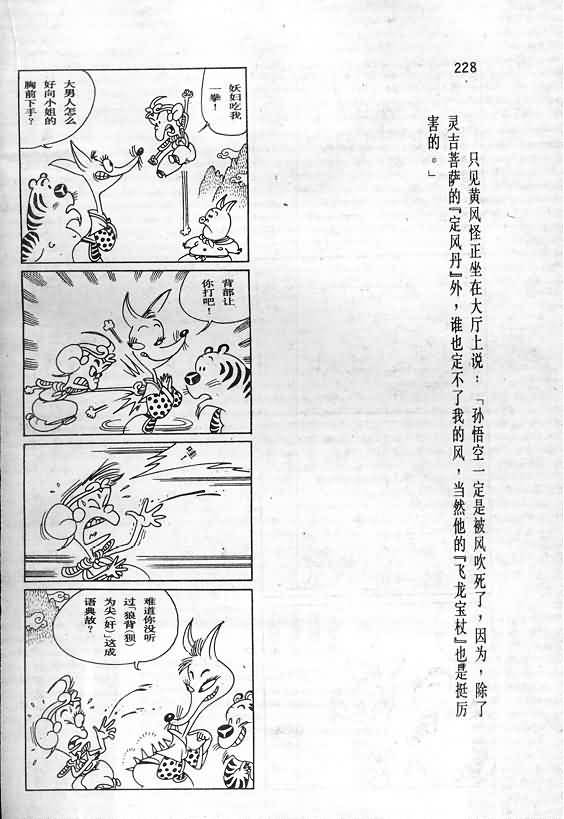 228
只见黄风怪正坐在大厅上说：「孙悟空一定是被风吹死了，因为，除了
灵吉菩萨的『定风丹』外，谁也定不了我的风，当然他的『飞龙宝杖』也是挺厉
害的。」
妖妇吃我
一拳！
大男人怎么
好向小姐的
胸前下手？
背部让
你打吧！
难道你没听
过「狼背（狈）
为尖（奸）」这成
语典故？